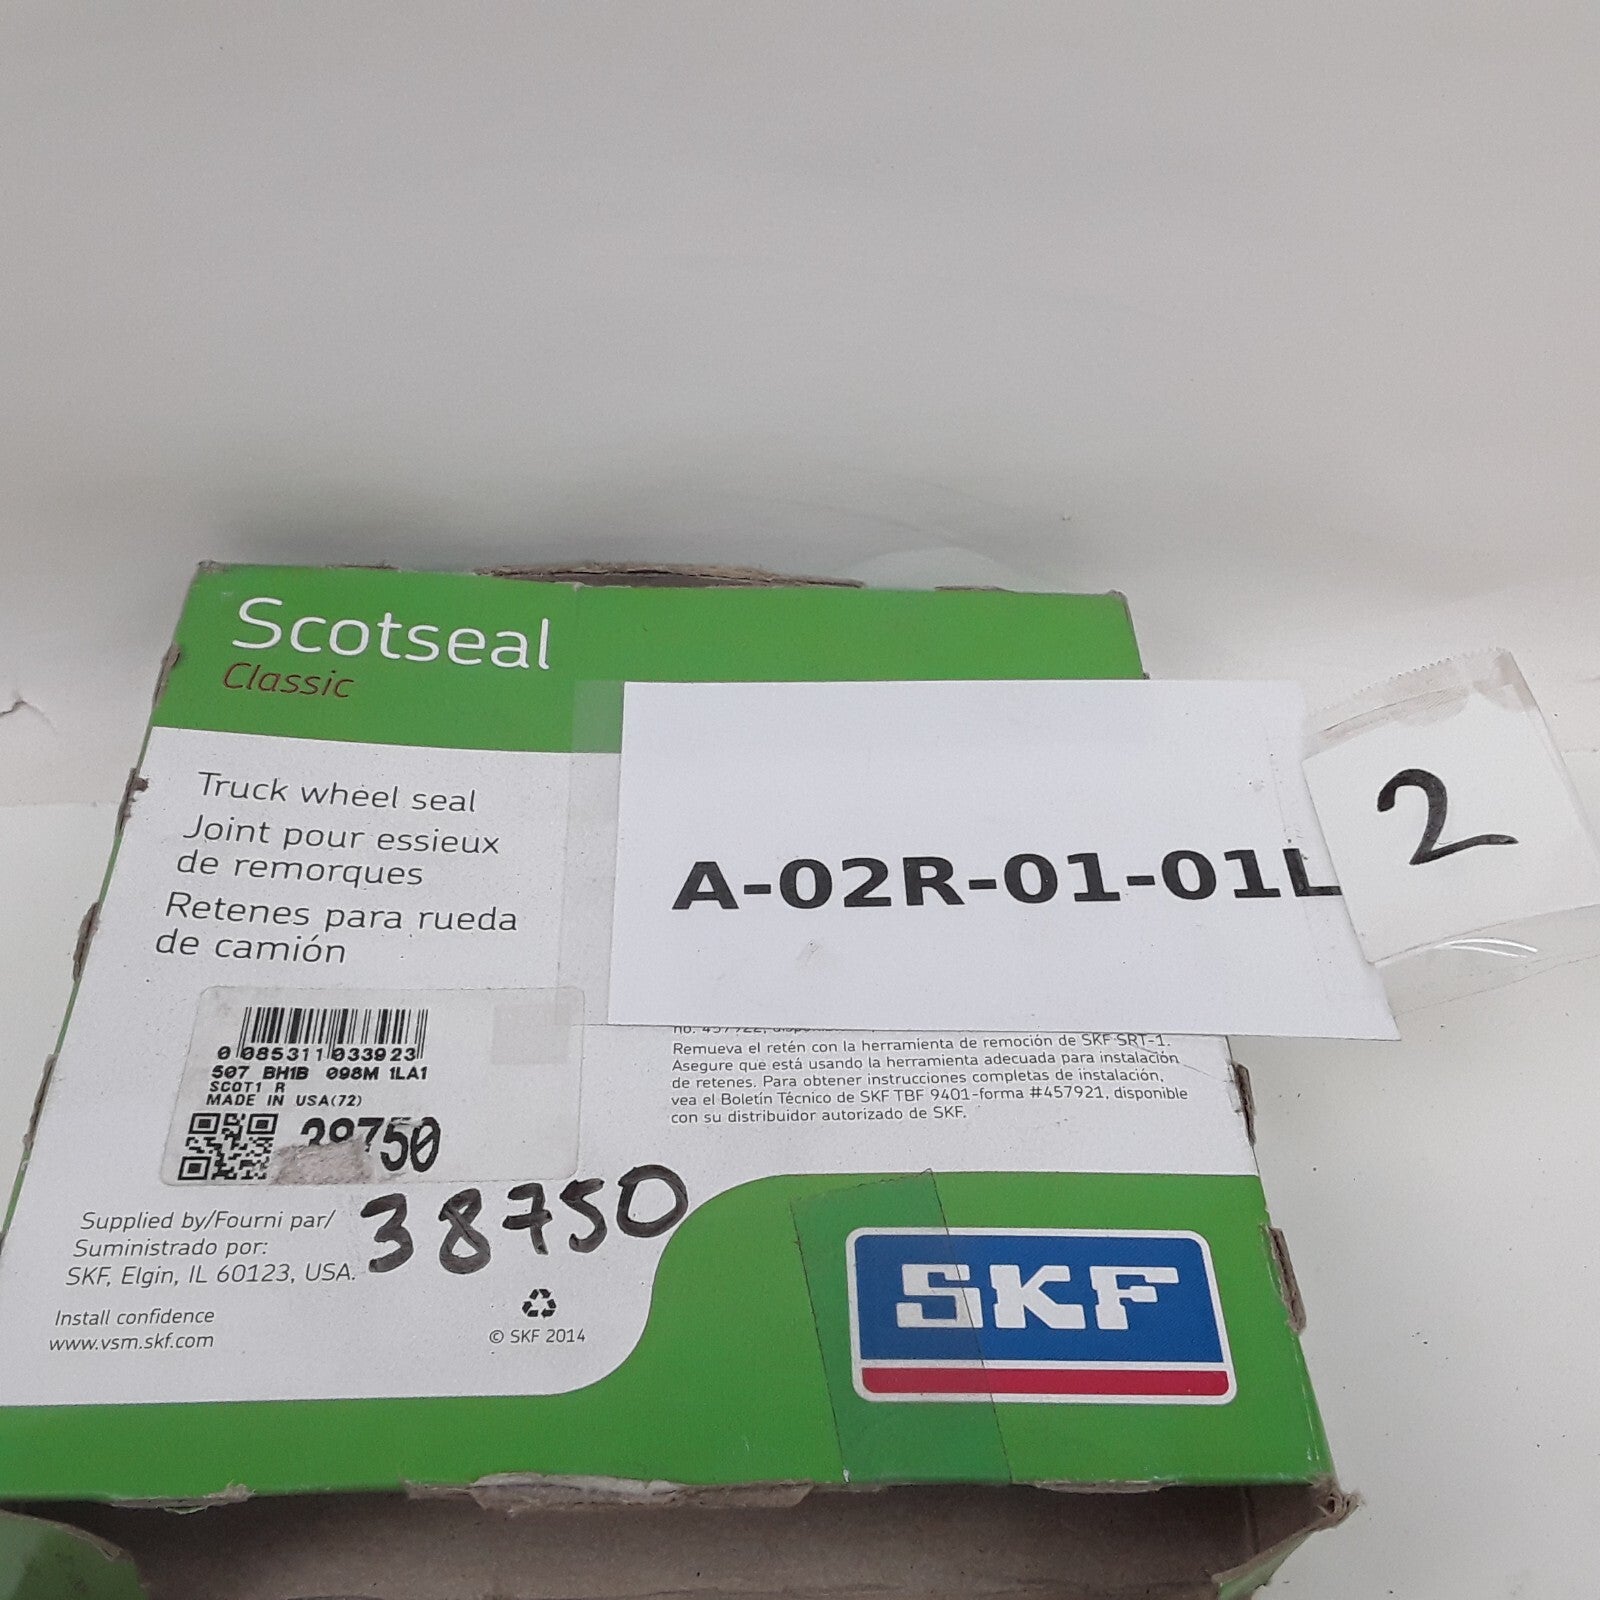 Scotseal
Classic
Truck wheel seal
Joint pour essieux
de remorques
Retenes para rueda
de camión
A-02R-01-01L
2
0 085311 033923
507 BH1B 098M 1LA1
SCOT1 R
MADE IN USA(72)
38750
Remueva el retén con la herramienta de remoción de SKF SRT-1.
Asegure que está usando la herramienta adecuada para instalación
de retenes. Para obtener instrucciones completas de instalación,
vea el Boletín Técnico de SKF TBF 9401-forma #457921, disponible
con su distribuidor autorizado de SKF.
38750
Supplied by/Fourni par/
Suministrado por:
SKF, Elgin, IL 60123, USA.
Install confidence
www.vsm.skf.com
© SKF 2014
SKF